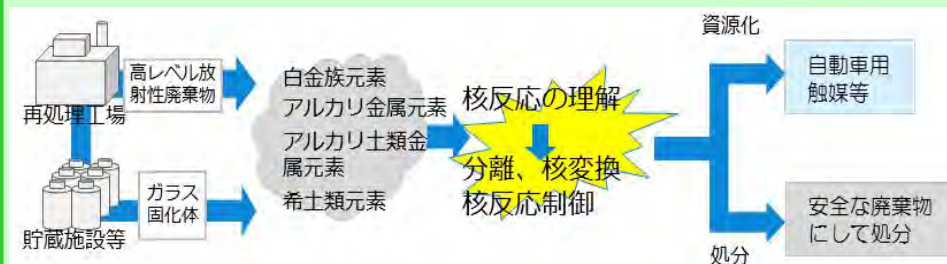 再処理工場
高レベル放
射性廃棄物
貯蔵施設等
ガラス
固化体
白金族元素
アルカリ金属元素
アルカリ土類金
属元素
希土類元素
核反応の理解
分離、核変換
核反応制御
資源化
自動車用
触媒等
処分
安全な廃棄物
にして処分